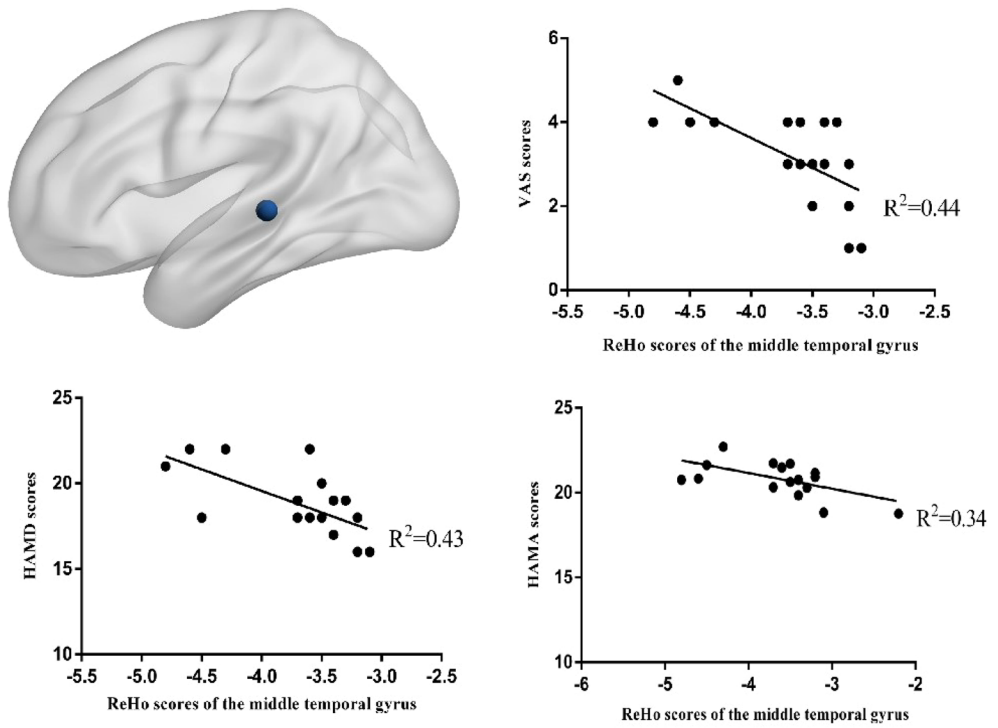 6
4
2
0
VAS scores
R²=0.44
-5.5 -5.0 -4.5 -4.0 -3.5 -3.0 -2.5
ReHo scores of the middle temporal gyrus
25
20
15
10
HAMD scores
R²=0.43
-5.5 -5.0 -4.5 -4.0 -3.5 -3.0 -2.5
ReHo scores of the middle temporal gyrus
25
20
15
10
HAMA scores
R²=0.34
-6 -5 -4 -3 -2
ReHo scores of the middle temporal gyrus